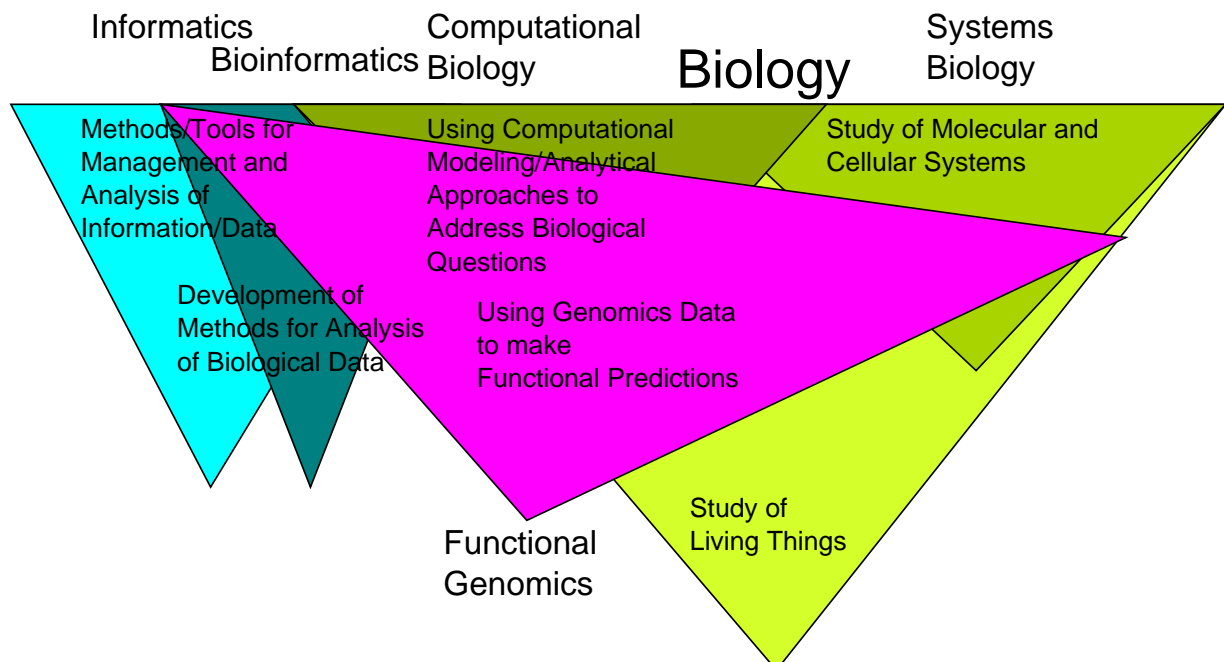 Informatics
Bioinformatics
Computational
Biology
Biology
Systems
Biology
Methods/Tools for
Management and
Analysis of
Information/Data
Using Computational
Modeling/Analytical
Approaches to
Address Biological
Questions
Study of Molecular and
Cellular Systems
Development of
Methods for Analysis
of Biological Data
Using Genomics Data
to make
Functional Predictions
Study of
Living Things
Functional
Genomics